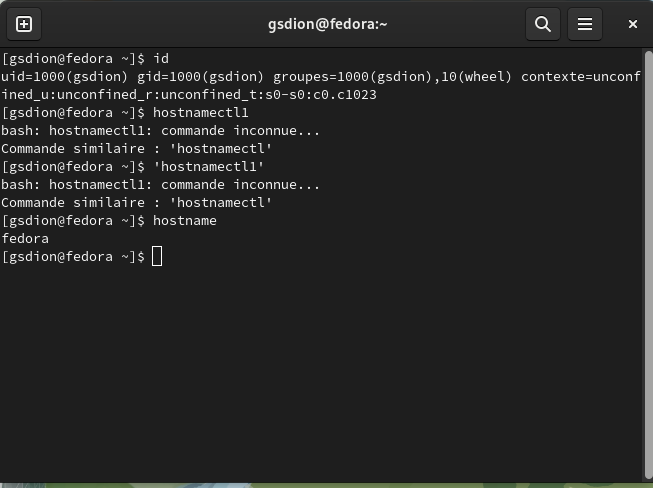 gsdion@fedora:~
[gsdion@fedora ~]$ id
uid=1000(gsdion) gid=1000(gsdion) groupes=1000(gsdion),10(wheel) contexte=unconf
ined_u:unconfined_r:unconfined_t:s0-s0:c0.c1023
[gsdion@fedora ~]$ hostnamectl1
bash: hostnamectl1: commande inconnue...
Commande similaire : 'hostnamectl'
[gsdion@fedora ~]$ 'hostnamectl1'
bash: hostnamectl1: commande inconnue...
Commande similaire : 'hostnamectl'
[gsdion@fedora ~]$ hostname
fedora
[gsdion@fedora ~]$